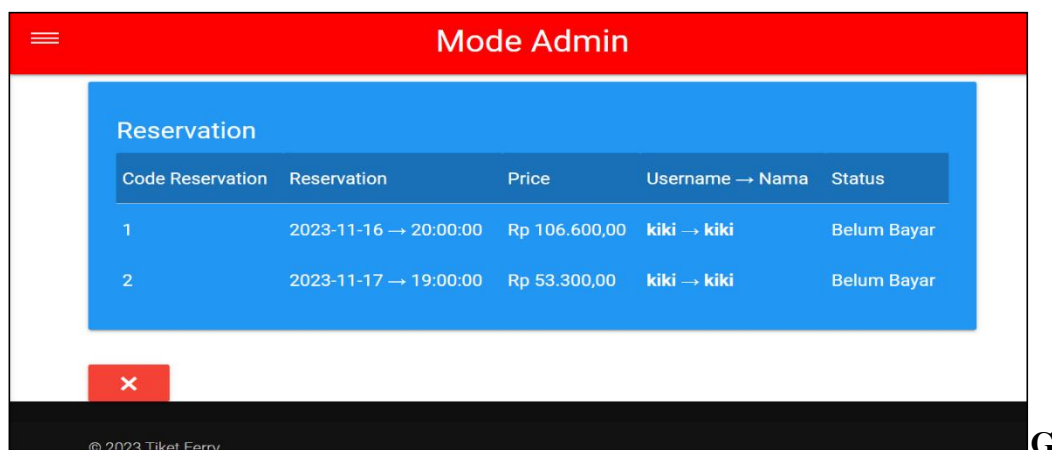 Mode Admin
Reservation
Code Reservation Reservation Price Username → Nama Status
1 2023-11-16 → 20:00:00 Rp 106.600,00 kiki → kiki Belum Bayar
2 2023-11-17 → 19:00:00 Rp 53.300,00 kiki → kiki Belum Bayar
© 2023 Tiket Ferry
G